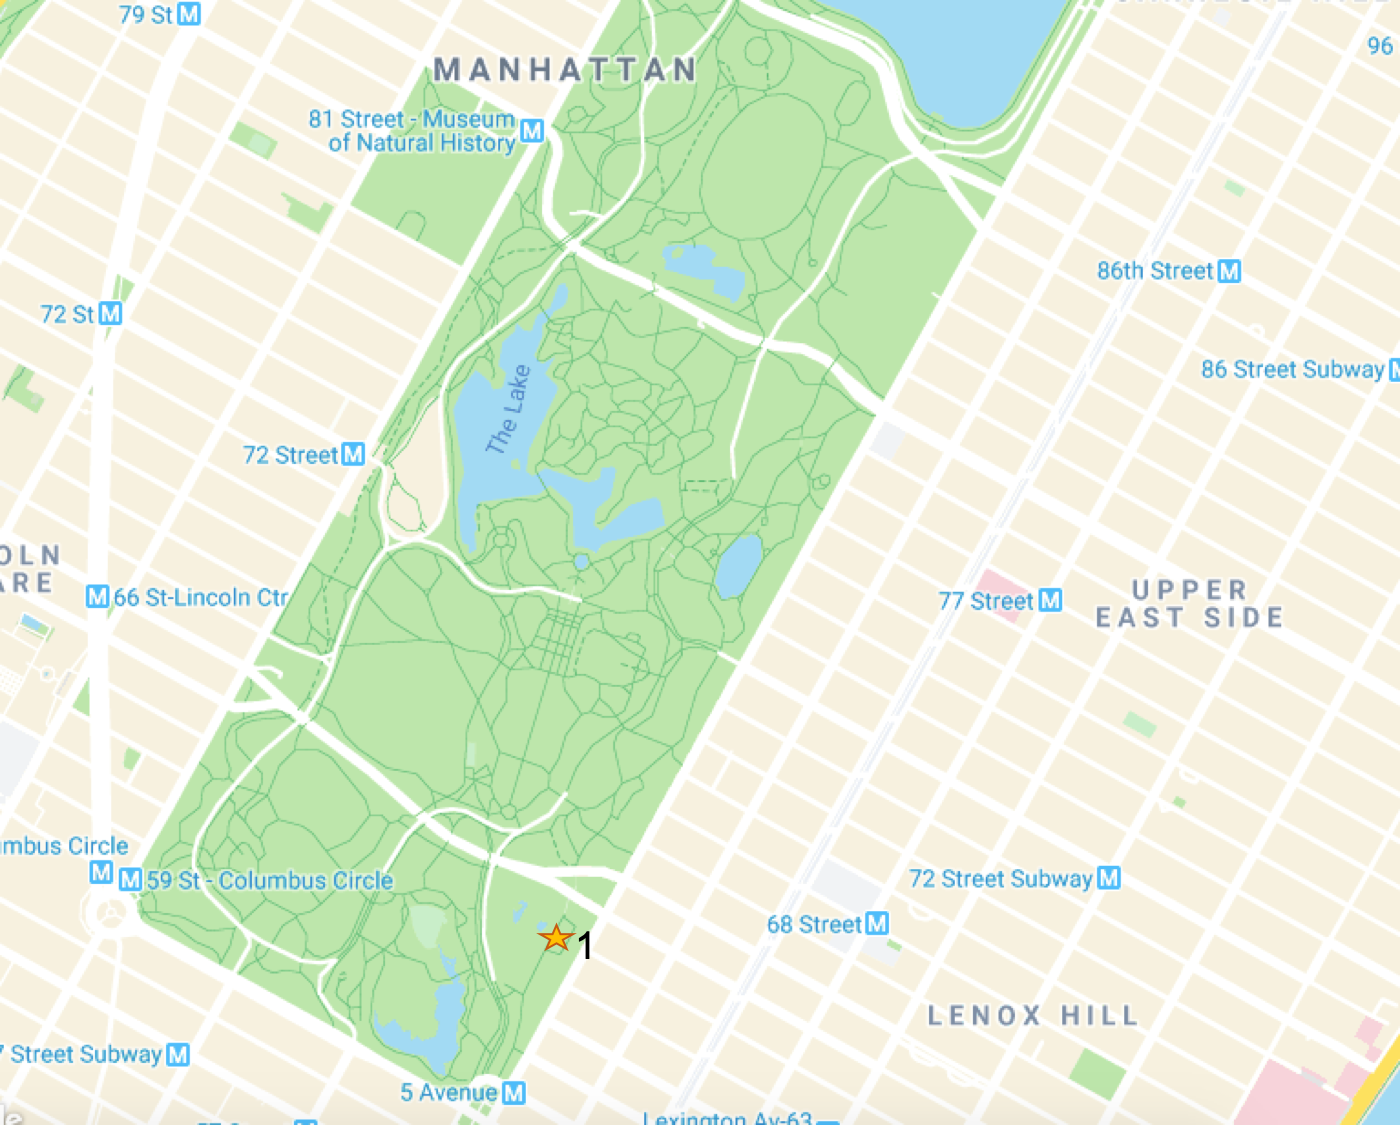 79 St M
MANHATTAN
96
81 Street - Museum
of Natural History M
86th Street M
72 St M
86 Street Subway M
The Lake
72 Street M
OLN
ARE
M 66 St-Lincoln Ctr
77 Street M
UPPER
EAST SIDE
mbus Circle
M
M 59 St - Columbus Circle
72 Street Subway M
68 Street M
1
LENOX HILL
7 Street Subway M
5 Avenue M
Lexington Av-63